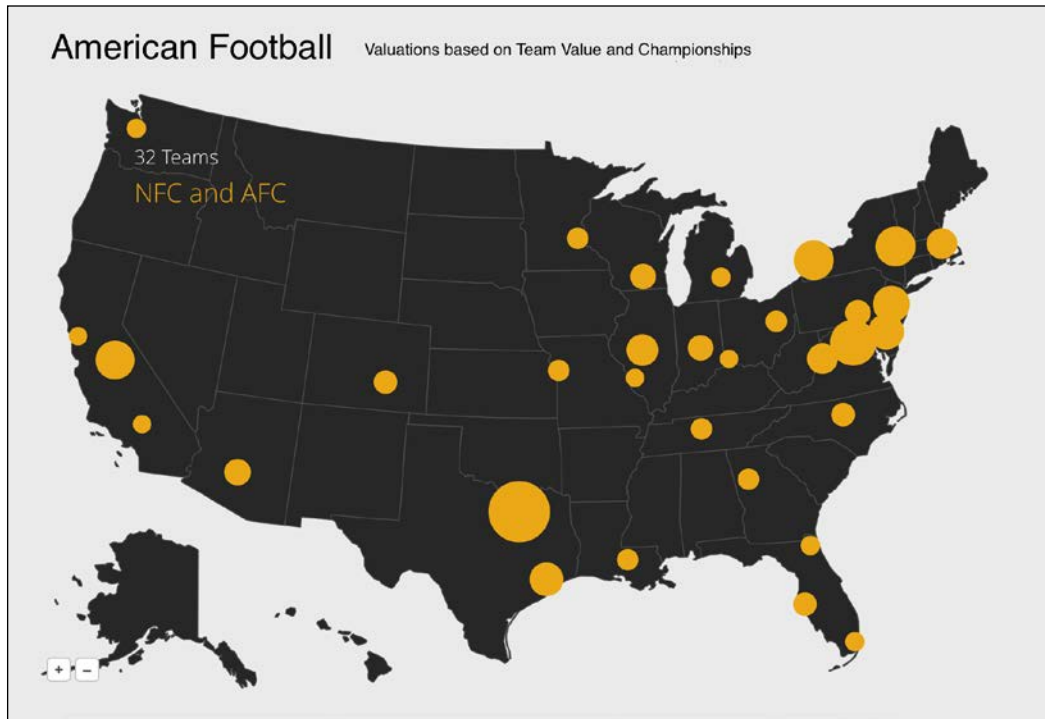 American Football
Valuations based on Team Value and Championships
32 Teams
NFC and AFC
+ −